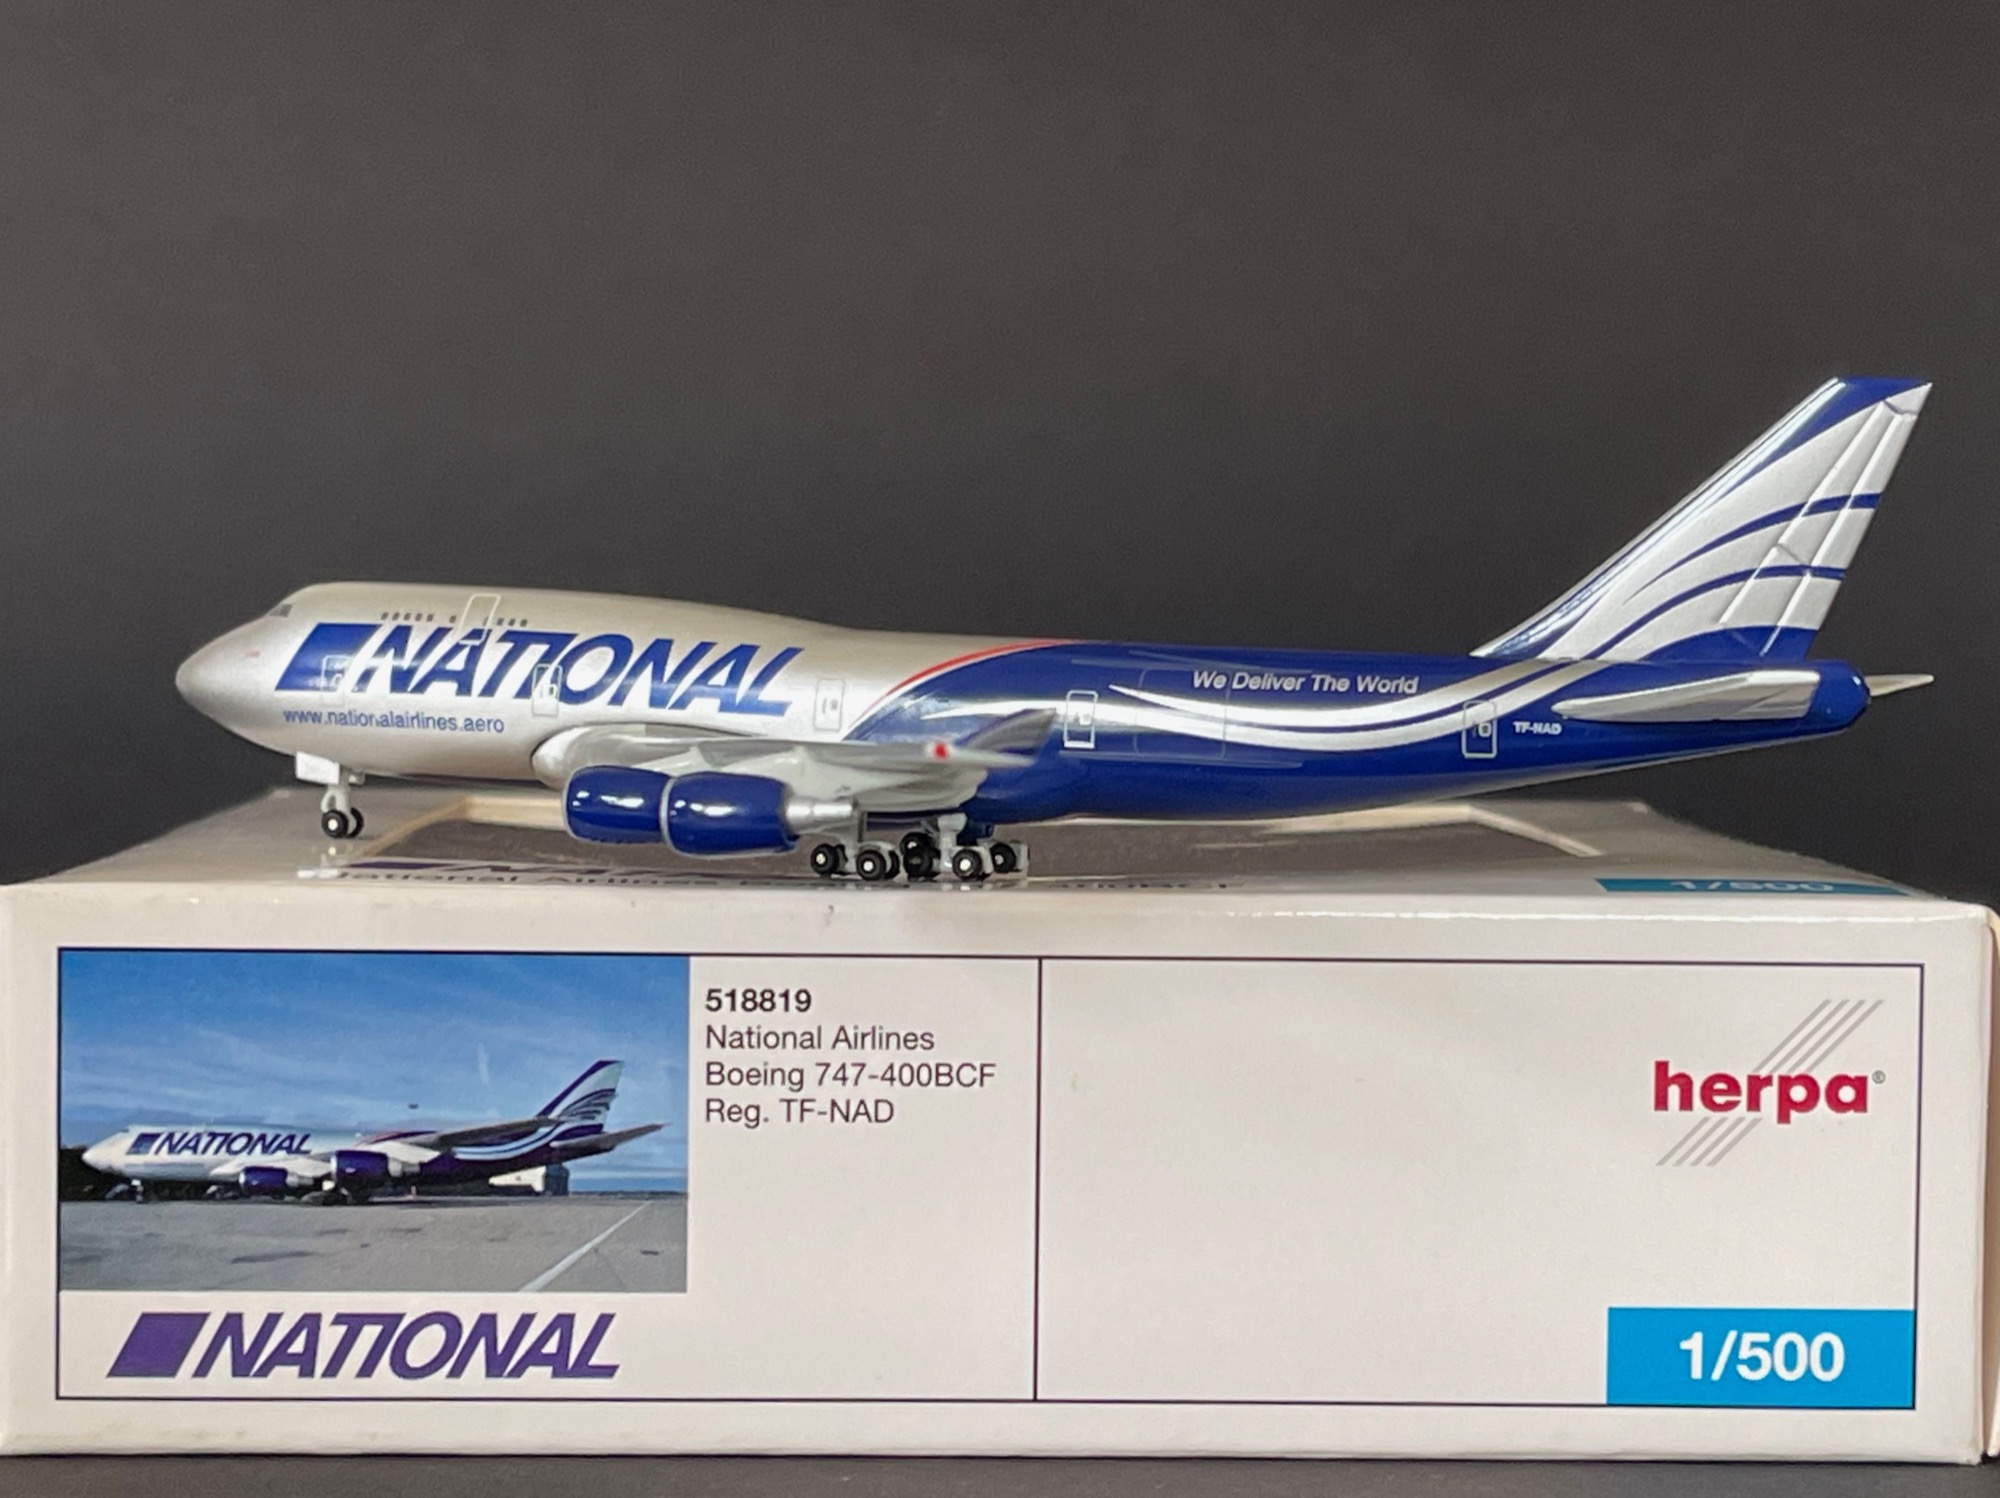 NATIONAL
www.nationalairlines.aero
We Deliver The World
TF-NAD
1/500
NATIONAL
518819
National Airlines
Boeing 747-400BCF
Reg. TF-NAD
herpa®
NATIONAL
1/500